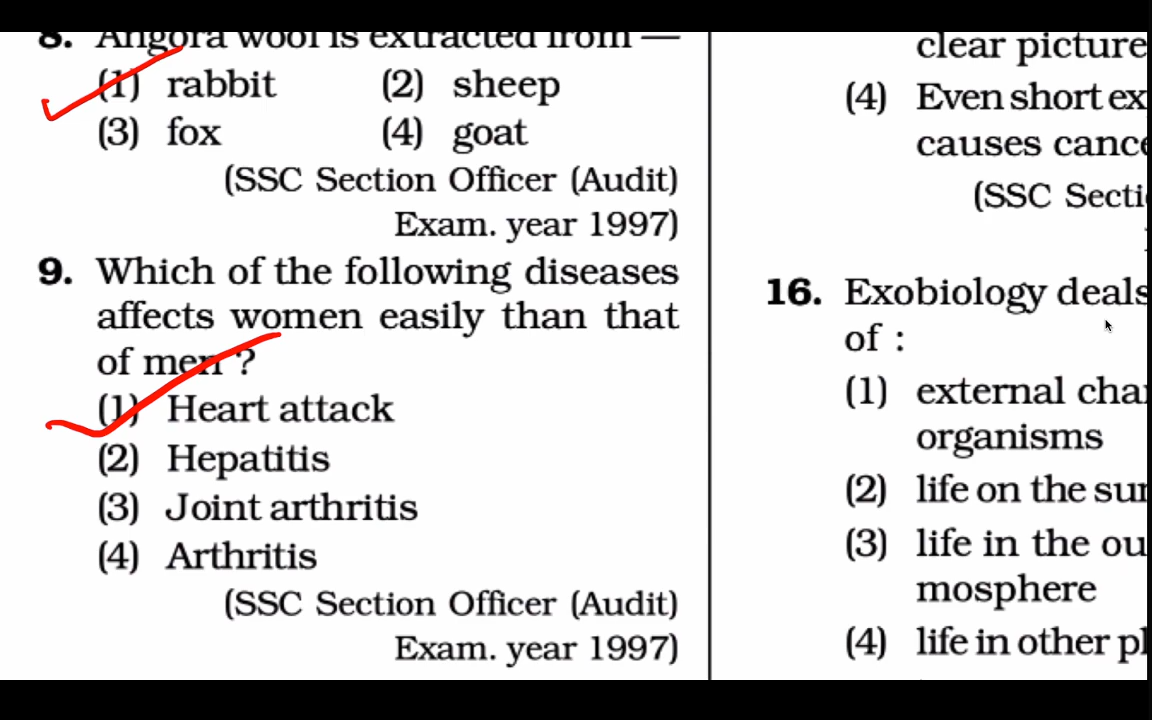 8. Angora wool is extracted from —
(1) rabbit (2) sheep
(3) fox (4) goat
(SSC Section Officer (Audit)
Exam. year 1997)
9. Which of the following diseases
affects women easily than that
of men ?
(1) Heart attack
(2) Hepatitis
(3) Joint arthritis
(4) Arthritis
(SSC Section Officer (Audit)
Exam. year 1997)
clear picture
(4) Even short ex
causes cance
(SSC Secti
16. Exobiology deals
of :
(1) external cha
organisms
(2) life on the sur
(3) life in the ou
mosphere
(4) life in other pl